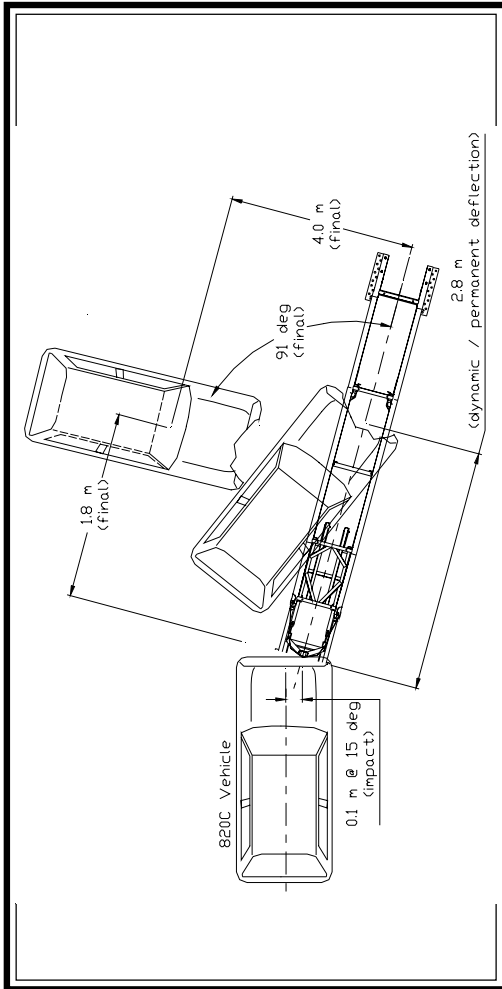 4.0 m
(final)
91 deg
(final)
2.8 m
(dynamic / permanent deflection)
1.8 m
(final)
820C Vehicle
0.1 m @ 15 deg
(impact)